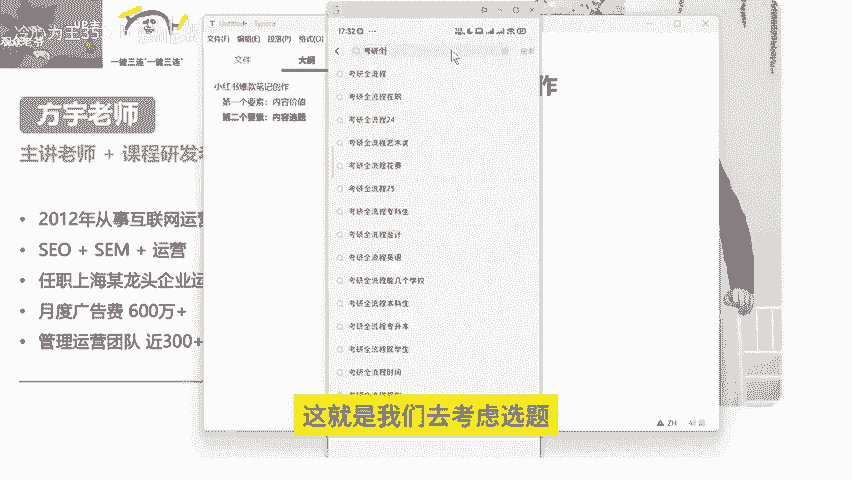 一键三连~一键三连~
方宇老师
主讲老师 + 课程研发
• 2012年从事互联网运营
• SEO + SEM + 运营
• 任职上海某龙头企业运
• 月度广告费 600万+
• 管理运营团队 近300+
Untitled • Typora
文件(F) 编辑(E) 段落(P) 格式(O)
文件 大纲
小红书爆款笔记创作
第一个要素：内容价值
第二个要素：内容选题
作
17:32
考研全
搜索
考研全流程
考研全流程在职
考研全流程24
考研全流程艺术类
考研全流程花费
考研全流程25
考研全流程专科生
考研全流程会计
考研全流程英语
考研全流程能几个学校
考研全流程本科生
考研全流程专升本
考研全流程医学生
考研全流程时间
ZH 48 词
这就是我们去考虑选题